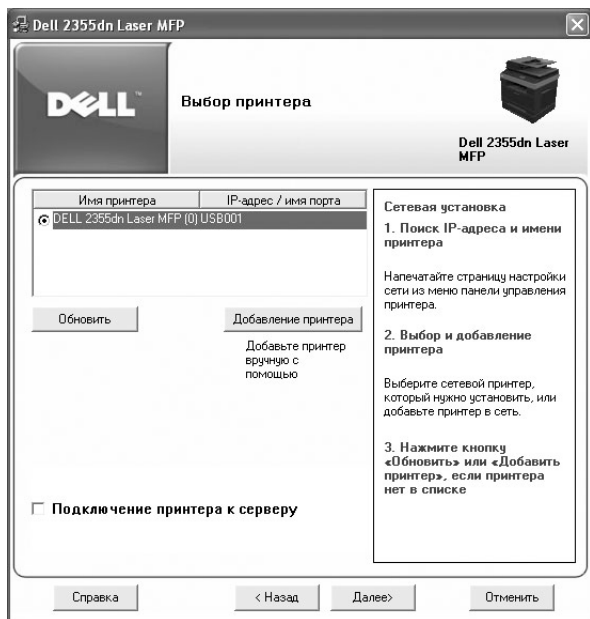 Dell 2355dn Laser MFP
DELL™
Выбор принтера
Dell 2355dn Laser
MFP
Имя принтера
IP-адрес / имя порта
DELL 2355dn Laser MFP (0) USB001
Обновить
Добавление принтера
Добавьте принтер
вручную с
помощью
Подключение принтера к серверу
Сетевая установка
1. Поиск IP-адреса и имени
принтера
Напечатайте страницу настройки
сети из меню панели управления
принтера.
2. Выбор и добавление
принтера
Выберите сетевой принтер,
который нужно установить, или
добавьте принтер в сеть.
3. Нажмите кнопку
«Обновить» или «Добавить
принтер», если принтера
нет в списке
Справка
< Назад
Далее>
Отменить